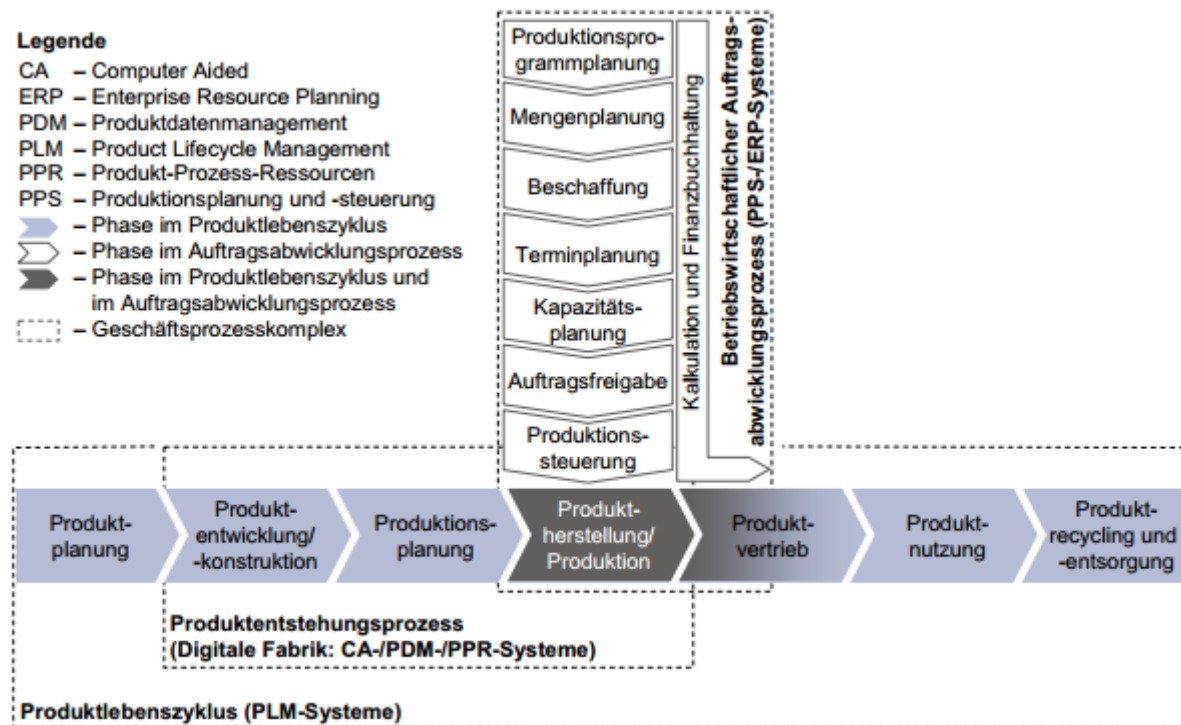 Legende
CA – Computer Aided
ERP – Enterprise Resource Planning
PDM – Produktdatenmanagement
PLM – Product Lifecycle Management
PPR – Produkt-Prozess-Ressourcen
PPS – Produktionsplanung und -steuerung
– Phase im Produktlebenszyklus
– Phase im Auftragsabwicklungsprozess
– Phase im Produktlebenszyklus und
im Auftragsabwicklungsprozess
– Geschäftsprozesskomplex
Produktionspro-
grammplanung
Mengenplanung
Beschaffung
Terminplanung
Kapazitäts-
planung
Auftragsfreigabe
Produktions-
steuerung
Kalkulation und Finanzbuchhaltung
Betriebswirtschaftlicher Auftrags-
abwicklungsprozess (PPS-/ERP-Systeme)
Produkt-
planung
Produkt-
entwicklung/
-konstruktion
Produktions-
planung
Produkt-
herstellung/
Produktion
Produkt-
vertrieb
Produkt-
nutzung
Produkt-
recycling und
-entsorgung
Produktentstehungsprozess
(Digitale Fabrik: CA-/PDM-/PPR-Systeme)
Produktlebenszyklus (PLM-Systeme)